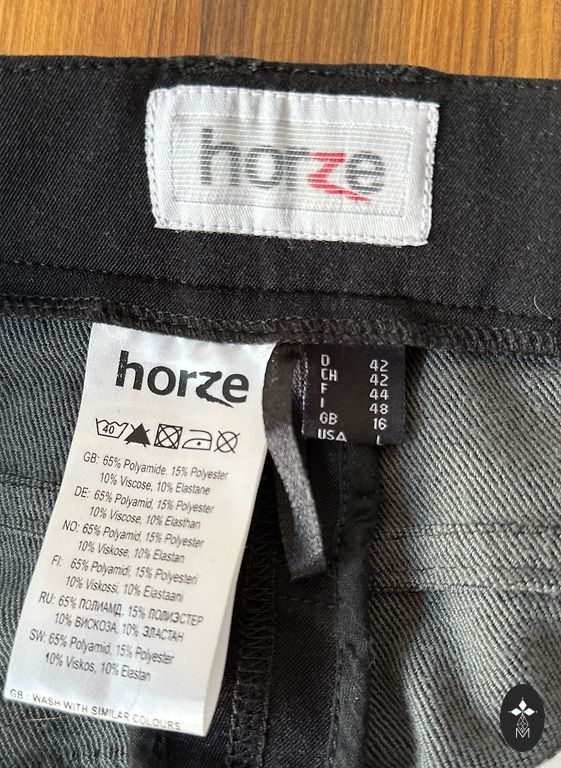 horze
horze
40
GB: 65% Polyamide, 15% Polyester
10% Viscose, 10% Elastane
DE: 65% Polyamid, 15% Polyester
10% Viscose, 10% Elasthan
NO: 65% Polyamid, 15% Polyester
10% Viskose, 10% Elastan
FI: 65% Polyamidi, 15% Polyesteri
10% Viskossi, 10% Elastaani
RU: 65% ПОЛИАМД, 15% ПОЛИЭСТЕР
10% ВИСКОЗА, 10% ЭЛАСТАН
SW: 65% Polyamid, 15% Polyester
10% Viskos, 10% Elastan
GB: WASH WITH SIMILAR COLOURS
D 42
CH 42
F 44
I 48
GB 16
USA L
M